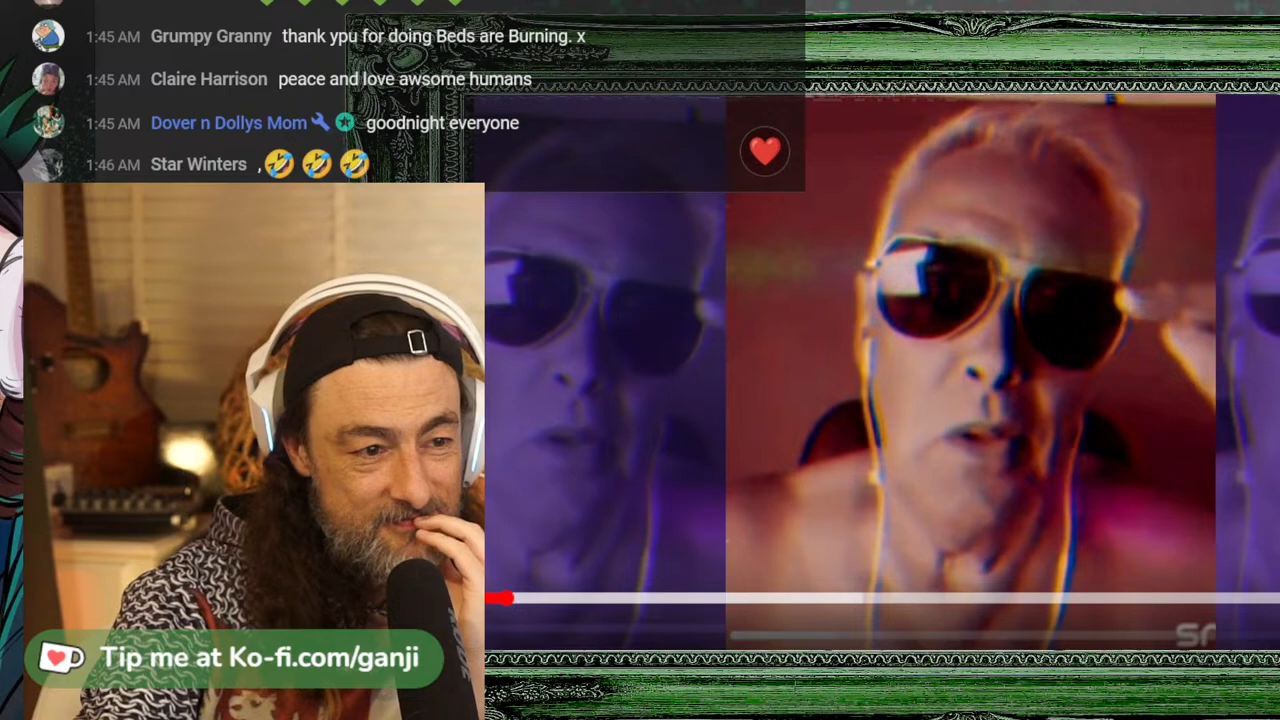 1:45 AM Grumpy Granny thank ypu for doing Beds are Burning. x
1:45 AM Claire Harrison peace and love awsome humans
1:45 AM Dover n Dollys Mom goodnight everyone
1:46 AM Star Winters ,
Tip me at Ko-fi.com/ganji